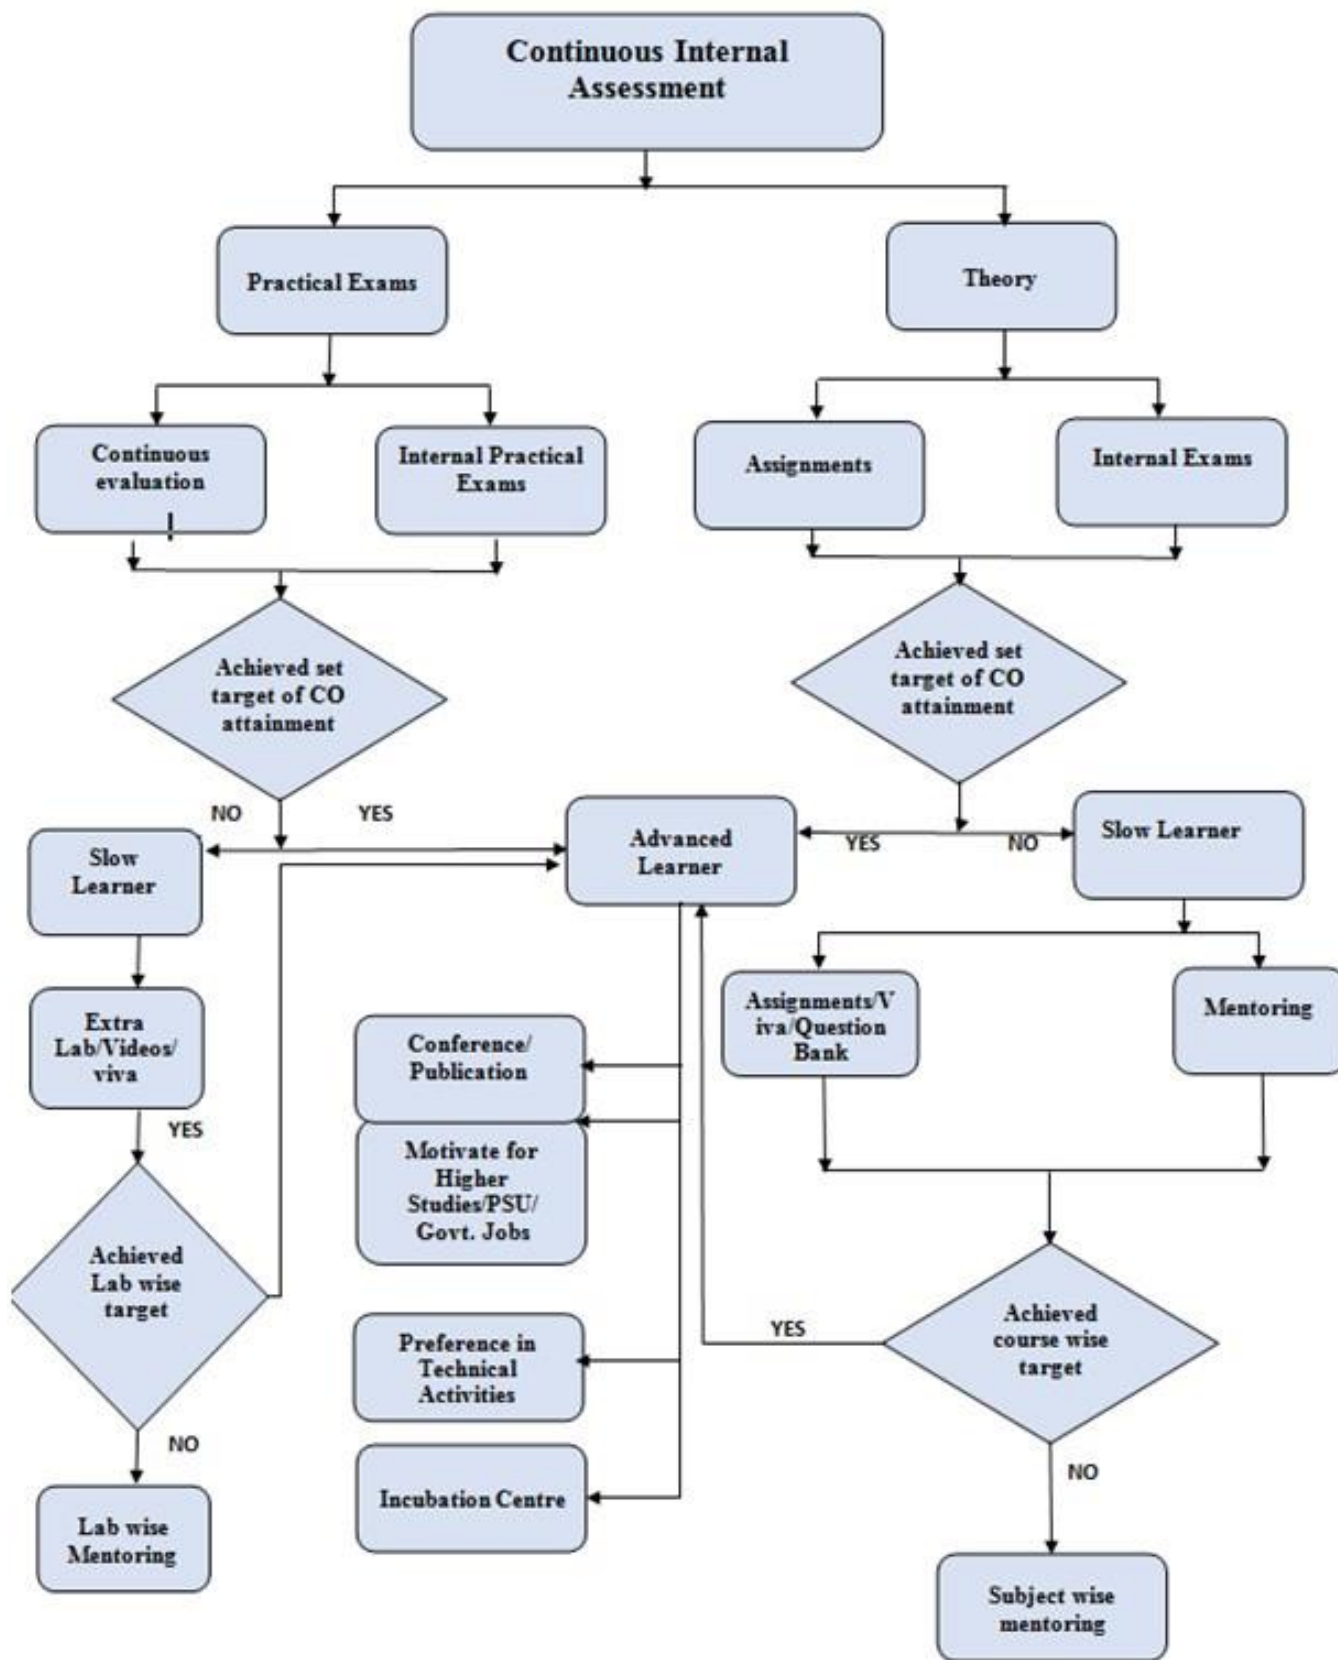 Continuous Internal
Assessment
Practical Exams
Theory
Continuous
evaluation
Internal Practical
Exams
Assignments
Internal Exams
Achieved set
target of CO
attainment
Achieved set
target of CO
attainment
NO
YES
Slow
Learner
Advanced
Learner
YES
NO
Slow Learner
Extra
Lab/Videos/
viva
Conference/
Publication
Assignments/V
iva/Question
Bank
Mentoring
YES
Motivate for
Higher
Studies/PSU/
Govt. Jobs
Achieved
Lab wise
target
Preference in
Technical
Activities
YES
Achieved
course wise
target
NO
Incubation Centre
NO
Lab wise
Mentoring
Subject wise
mentoring